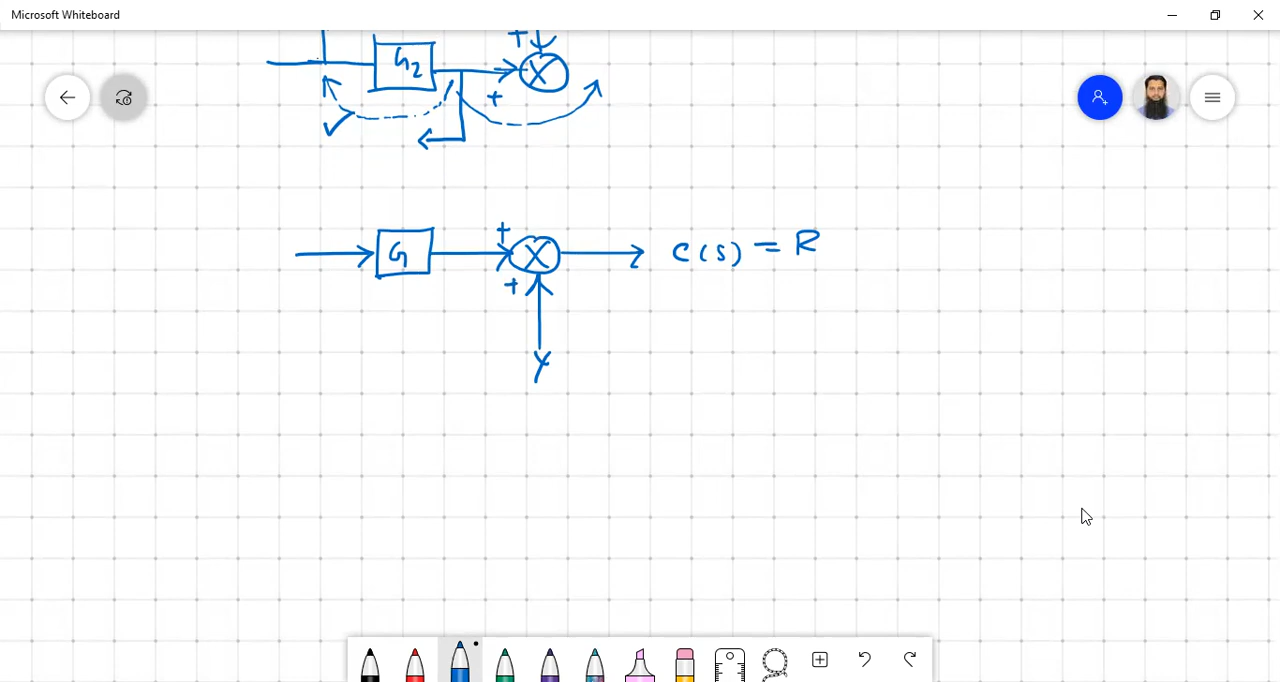 Microsoft Whiteboard
G2
+
X
+
G
+
X
+
C(S) = R
Y